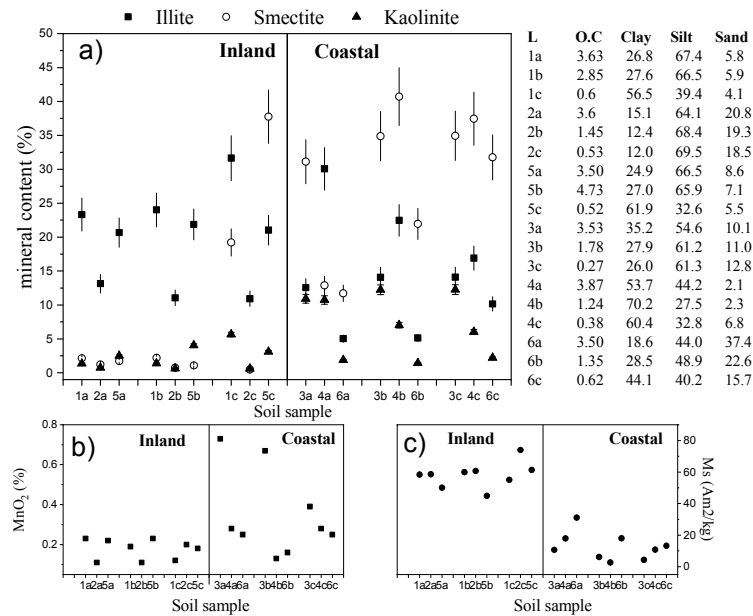 Illite Smectite Kaolinite
a) Inland Coastal
mineral content (%)
50
45
40
35
30
25
20
15
10
5
0
1a 2a 5a 1b 2b 5b 1c 2c 5c 3a 4a 6a 3b 4b 6b 3c 4c 6c
Soil sample
L O.C Clay Silt Sand
1a 3.63 26.8 67.4 5.8
1b 2.85 27.6 66.5 5.9
1c 0.6 56.5 39.4 4.1
2a 3.6 15.1 64.1 20.8
2b 1.45 12.4 68.4 19.3
2c 0.53 12.0 69.5 18.5
5a 3.50 24.9 66.5 8.6
5b 4.73 27.0 65.9 7.1
5c 0.52 61.9 32.6 5.5
3a 3.53 35.2 54.6 10.1
3b 1.78 27.9 61.2 11.0
3c 0.27 26.0 61.3 12.8
4a 3.87 53.7 44.2 2.1
4b 1.24 70.2 27.5 2.3
4c 0.38 60.4 32.8 6.8
6a 3.50 18.6 44.0 37.4
6b 1.35 28.5 48.9 22.6
6c 0.62 44.1 40.2 15.7
b) Inland Coastal
MnO2 (%)
0.8
0.6
0.4
0.2
1a2a5a 1b2b5b 1c2c5c 3a4a6a 3b4b6b 3c4c6c
Soil sample
c) Inland Coastal
Ms (Am2/kg)
80
60
40
20
0
1a2a5a 1b2b5b 1c2c5c 3a4a6a 3b4b6b 3c4c6c
Soil sample